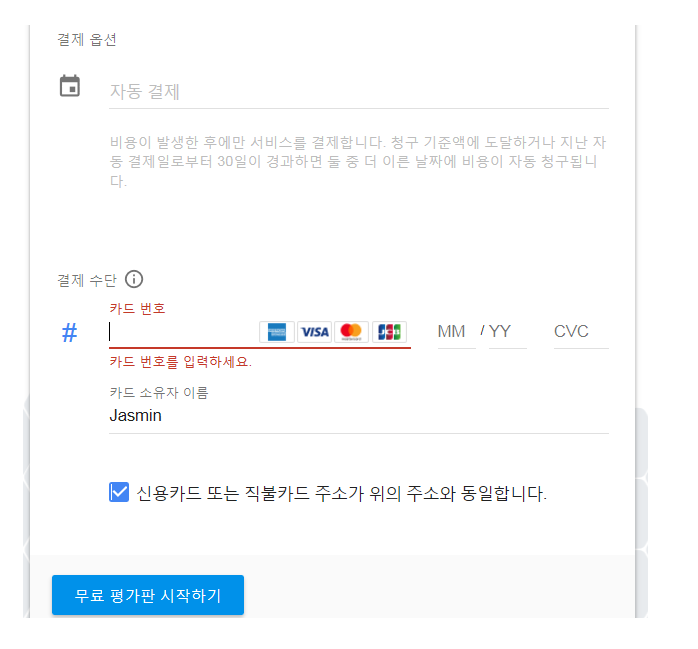 결제 옵션
자동 결제
비용이 발생한 후에만 서비스를 결제합니다. 청구 기준액에 도달하거나 지난 자
동 결제일로부터 30일이 경과하면 둘 중 더 이른 날짜에 비용이 자동 청구됩니
다.
결제 수단
카드 번호
# VISA JCB MM / YY CVC
카드 번호를 입력하세요.
카드 소유자 이름
Jasmin
신용카드 또는 직불카드 주소가 위의 주소와 동일합니다.
무료 평가판 시작하기